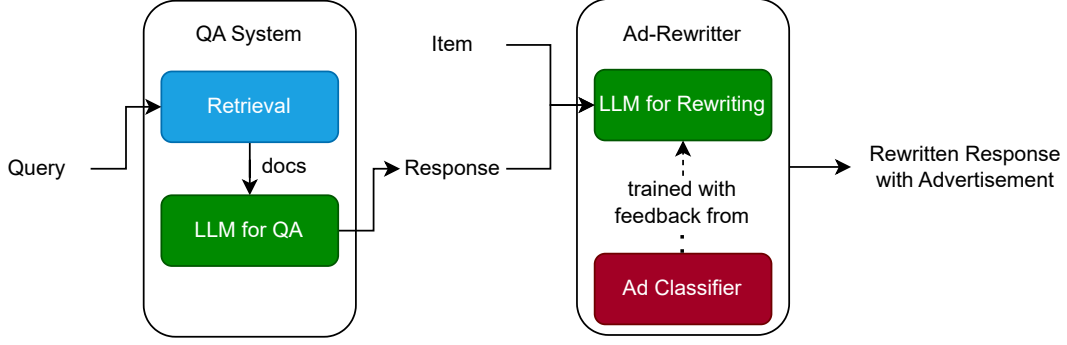 QA System
Retrieval
docs
LLM for QA
Query
Response
Item
Ad-Rewritter
LLM for Rewriting
trained with
feedback from
Ad Classifier
Rewritten Response
with Advertisement